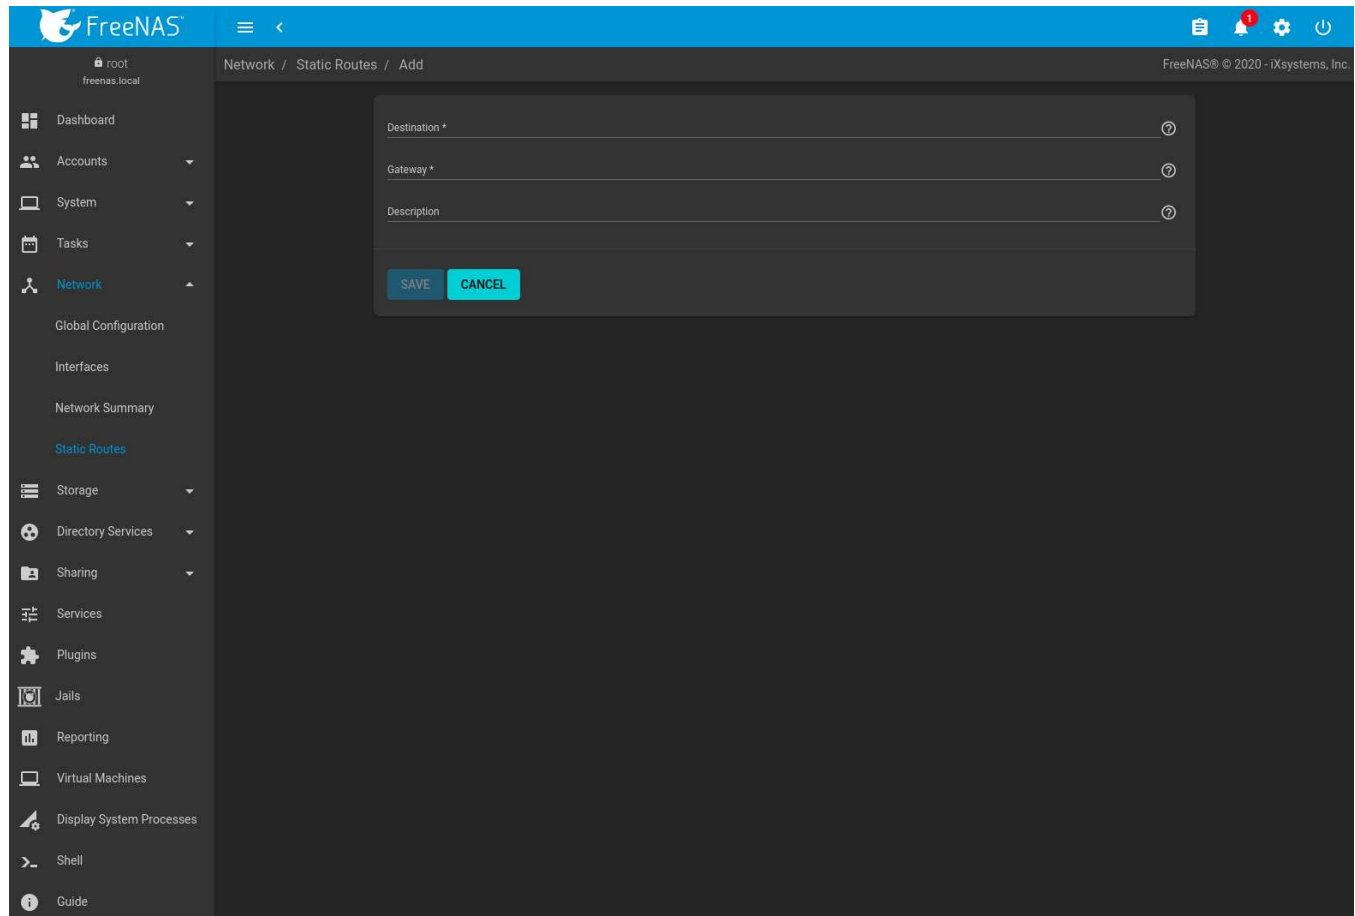 FreeNAS™
1
root
freenas.local
Network / Static Routes / Add
FreeNAS® © 2020 - iXsystems, Inc.
Dashboard
Accounts
System
Tasks
Network
Global Configuration
Interfaces
Network Summary
Static Routes
Storage
Directory Services
Sharing
Services
Plugins
Jails
Reporting
Virtual Machines
Display System Processes
Shell
Guide
Destination *
Gateway *
Description
SAVE CANCEL